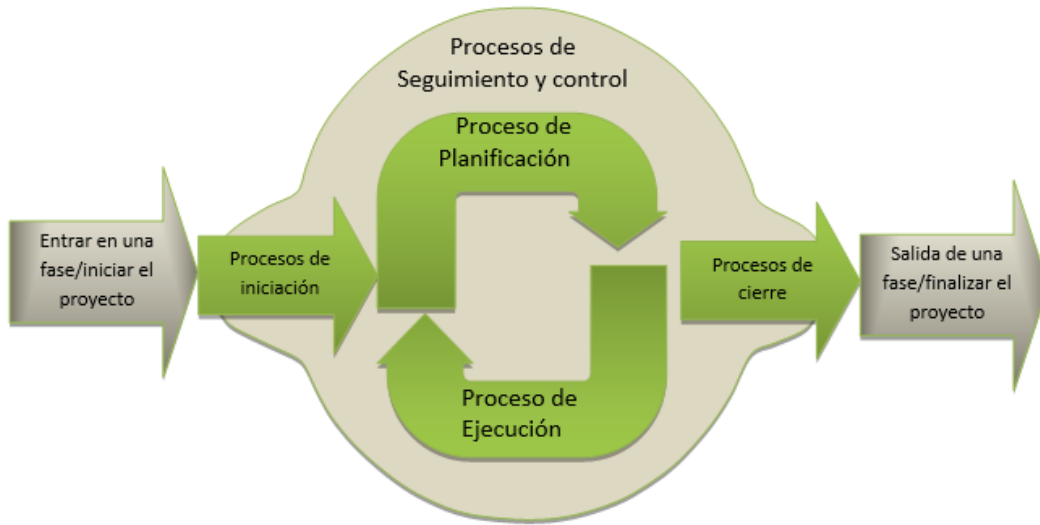 Procesos de
Seguimiento y control
Proceso de
Planificación
Entrar en una
fase/iniciar el
proyecto
Procesos de
iniciación
Procesos de
cierre
Salida de una
fase/finalizar el
proyecto
Proceso de
Ejecución